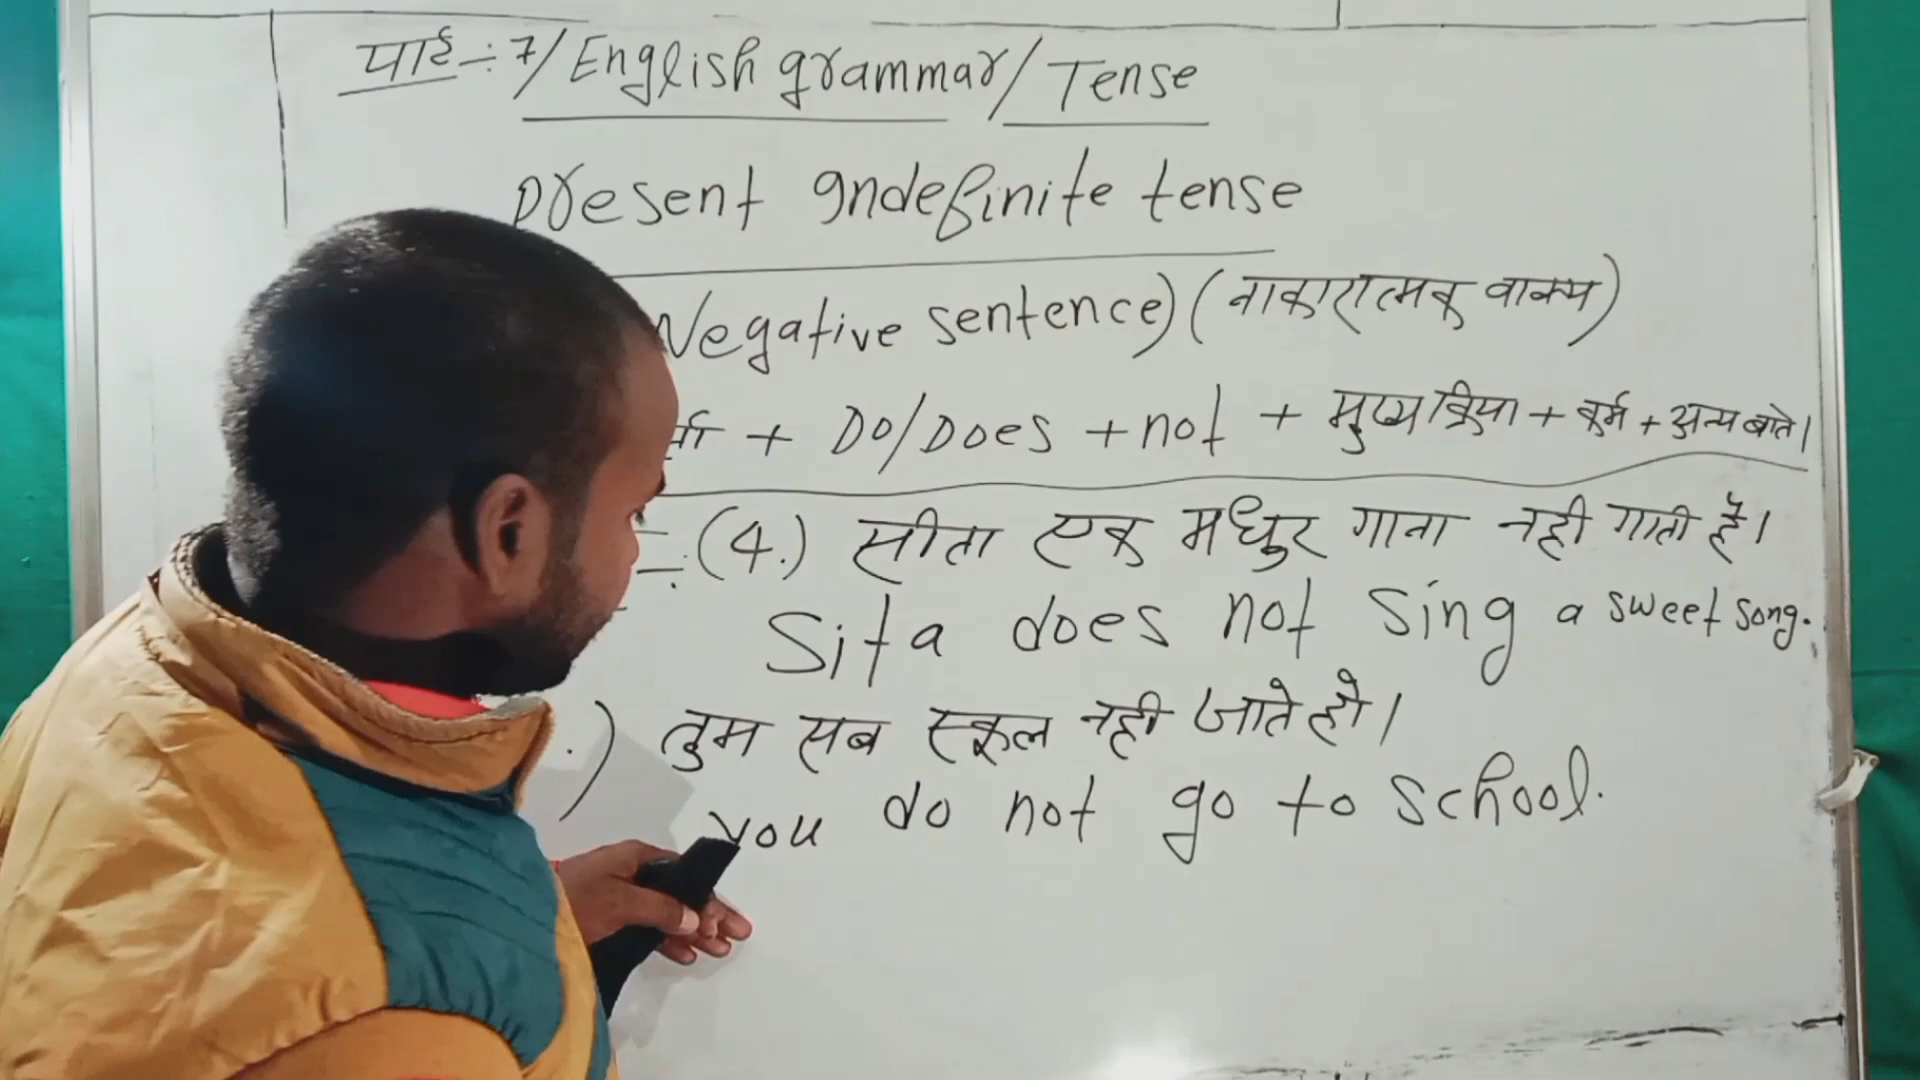 पाठ÷7/English grammar/Tense
present Indefinite tense
Negative sentence) (नाकारात्मक वाक्य)
+ Do/Does + not + मुख्य क्रिया + कर्म + अन्य बाते।
(4.) सीता एक मधुर गाना नही गाती है।
Sita does not sing a sweet song.
तुम सब स्कूल नही जाते हो।
you do not go to school.